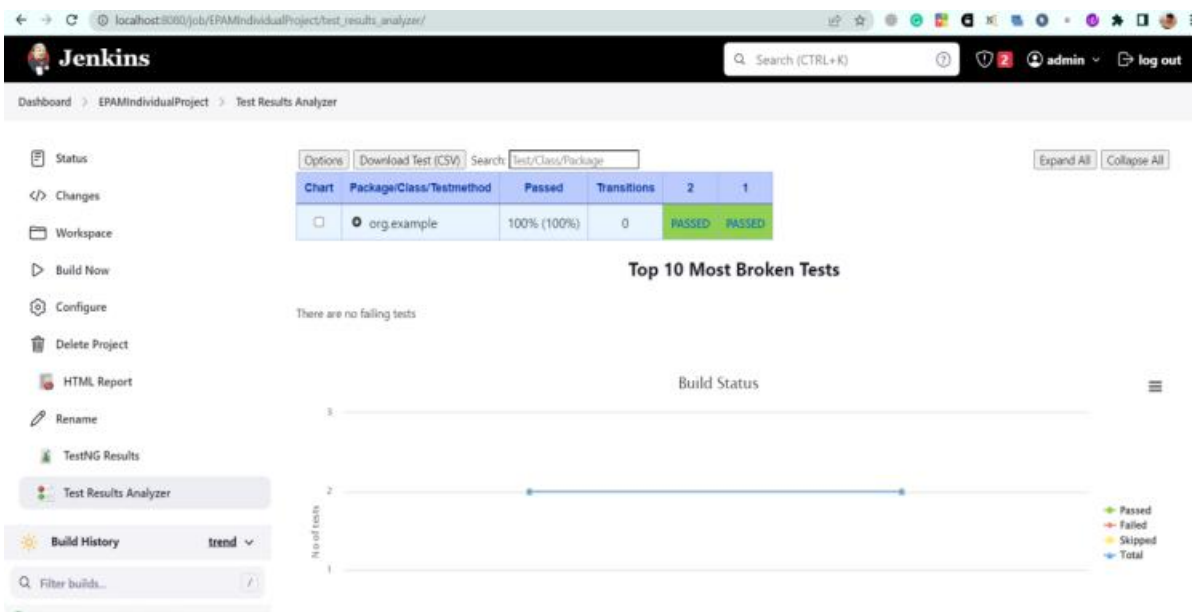 localhost:8080/job/EPAMIndividualProject/test_results_analyzer/
Jenkins
Search (CTRL+K)
2
admin
log out
Dashboard > EPAMIndividualProject > Test Results Analyzer
Status
Changes
Workspace
Build Now
Configure
Delete Project
HTML Report
Rename
TestNG Results
Test Results Analyzer
Build History trend
Filter builds...
/
Options Download Test (CSV) Search: Test/Class/Package Expand All Collapse All
Chart Package/Class/Testmethod Passed Transitions 2 1
org.example 100% (100%) 0 PASSED PASSED
Top 10 Most Broken Tests
There are no failing tests
Build Status
3
2
1
No of tests
Passed
Failed
Skipped
Total